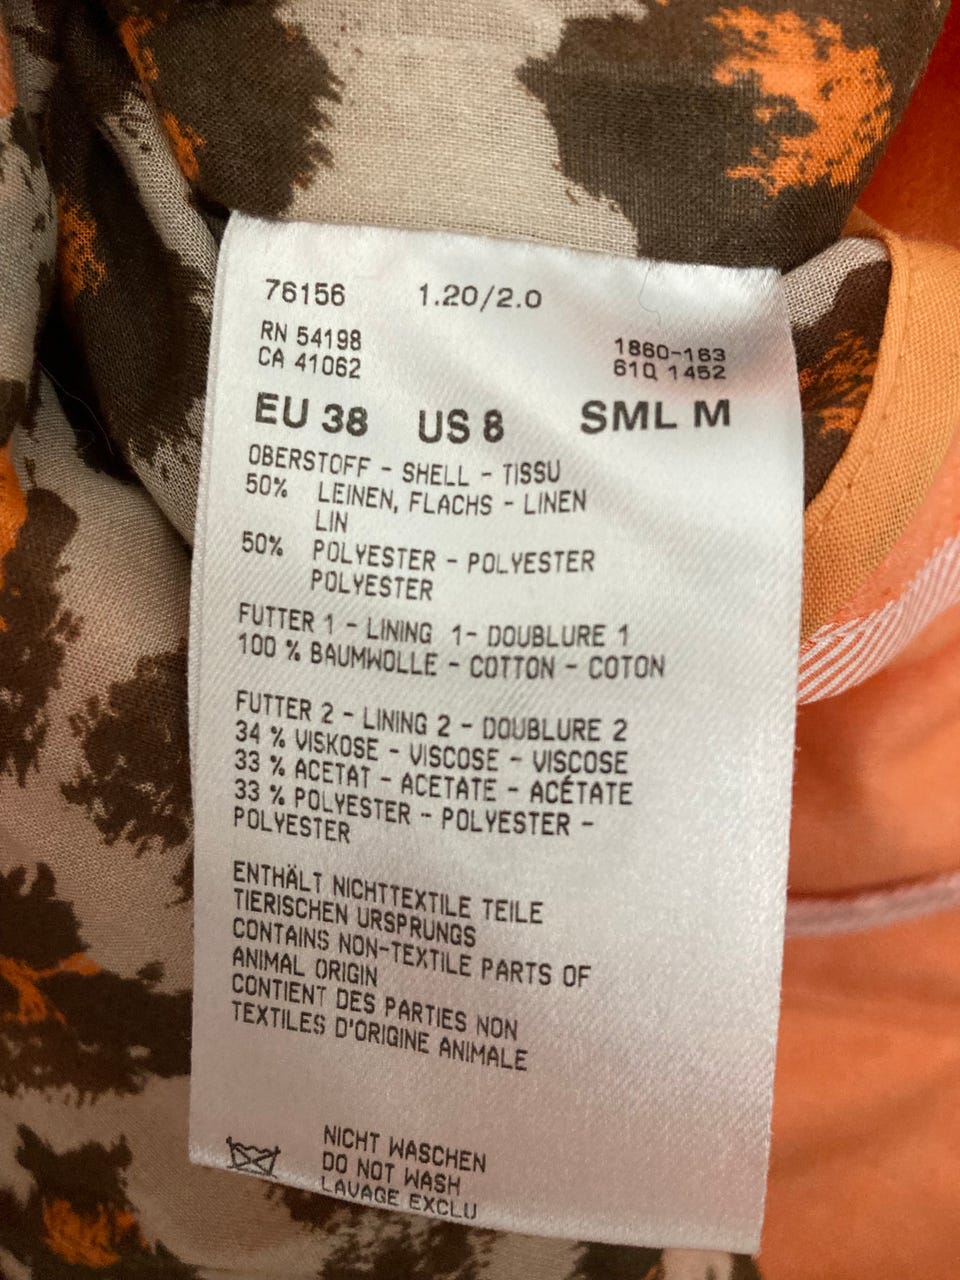 76156 1.20/2.0
RN 54198
CA 41062
1860-163
61Q 1452
EU 38 US 8 SML M
OBERSTOFF - SHELL - TISSU
50% LEINEN, FLACHS - LINEN
LIN
50% POLYESTER - POLYESTER
POLYESTER
FUTTER 1 - LINING 1- DOUBLURE 1
100 % BAUMWOLLE - COTTON - COTON
FUTTER 2 - LINING 2 - DOUBLURE 2
34 % VISKOSE - VISCOSE - VISCOSE
33 % ACETAT - ACETATE - ACÉTATE
33 % POLYESTER - POLYESTER -
POLYESTER
ENTHÄLT NICHTTEXTILE TEILE
TIERISCHEN URSPRUNGS
CONTAINS NON-TEXTILE PARTS OF
ANIMAL ORIGIN
CONTIENT DES PARTIES NON
TEXTILES D'ORIGINE ANIMALE
NICHT WASCHEN
DO NOT WASH
LAVAGE EXCLU